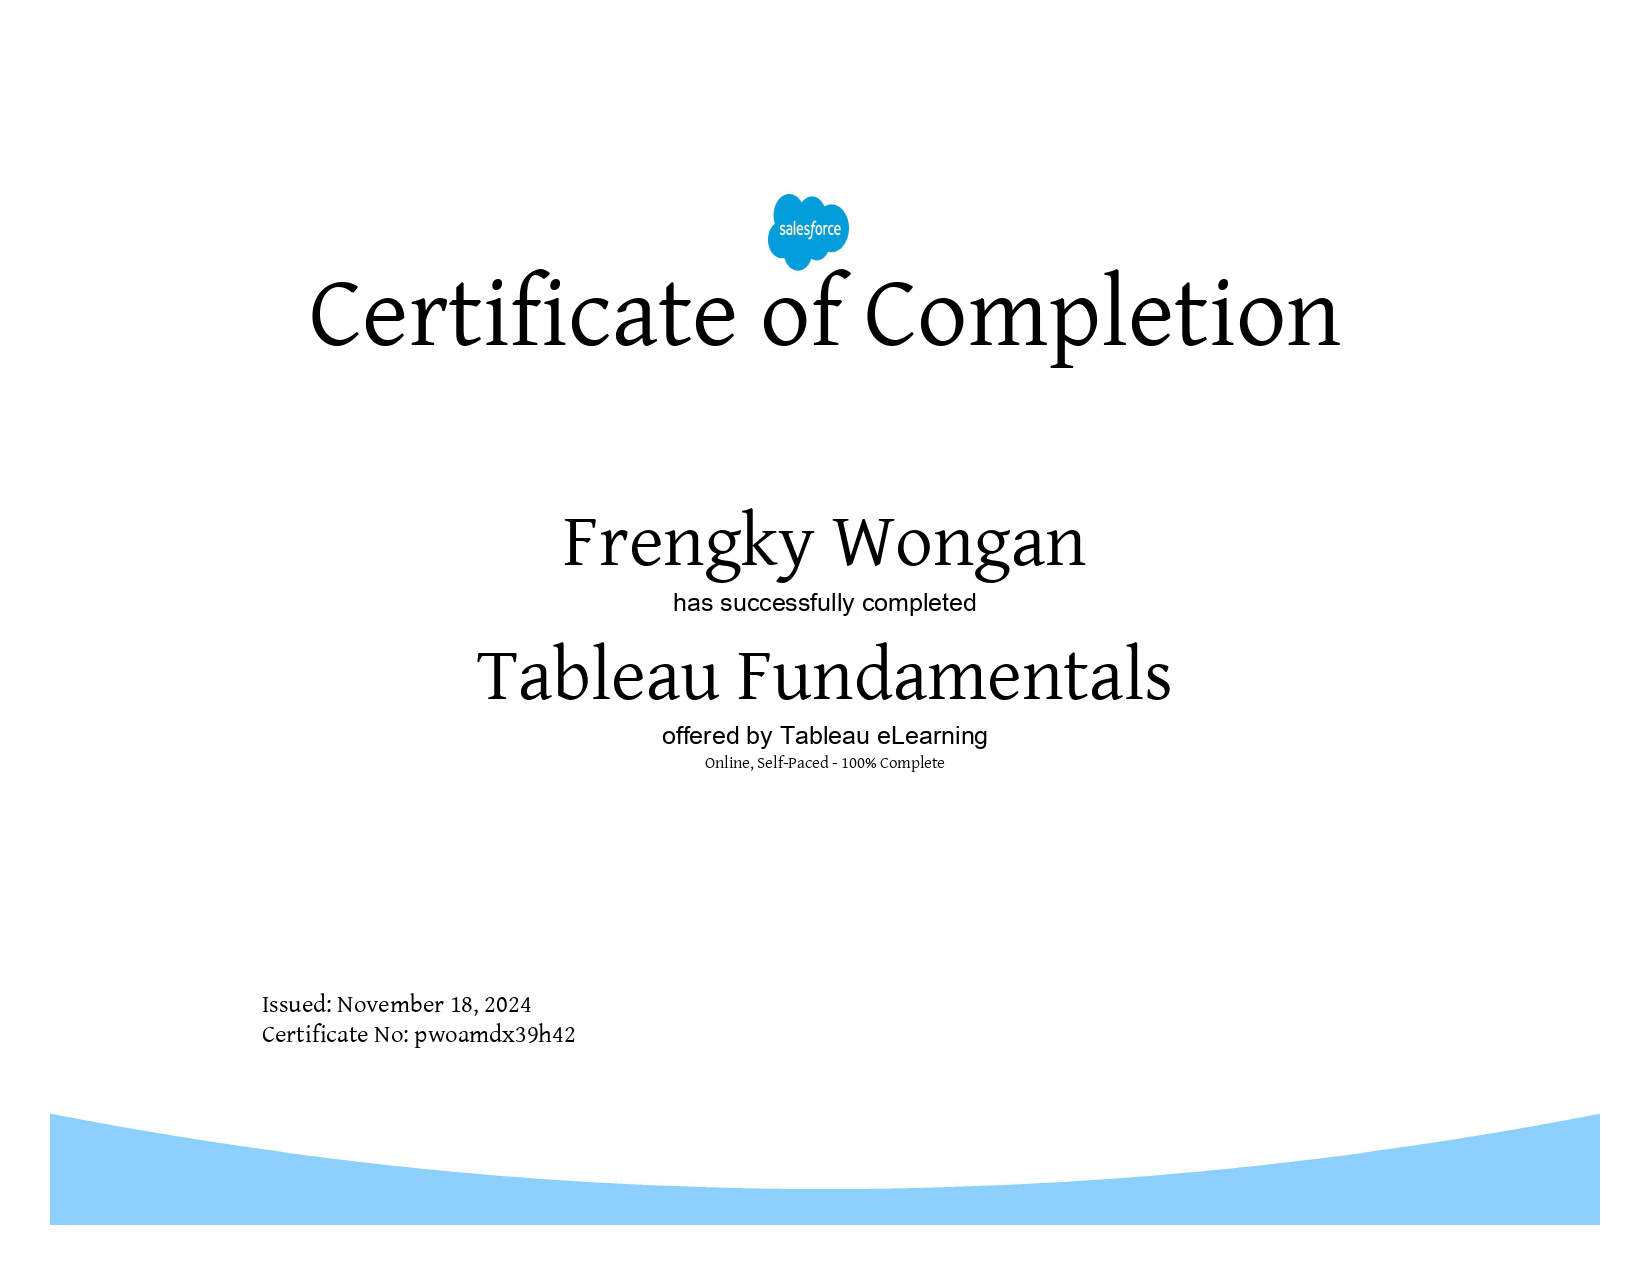 salesforce
Certificate of Completion
Frengky Wongan
has successfully completed
Tableau Fundamentals
offered by Tableau eLearning
Online, Self-Paced - 100% Complete
Issued: November 18, 2024
Certificate No: pwoamdx39h42